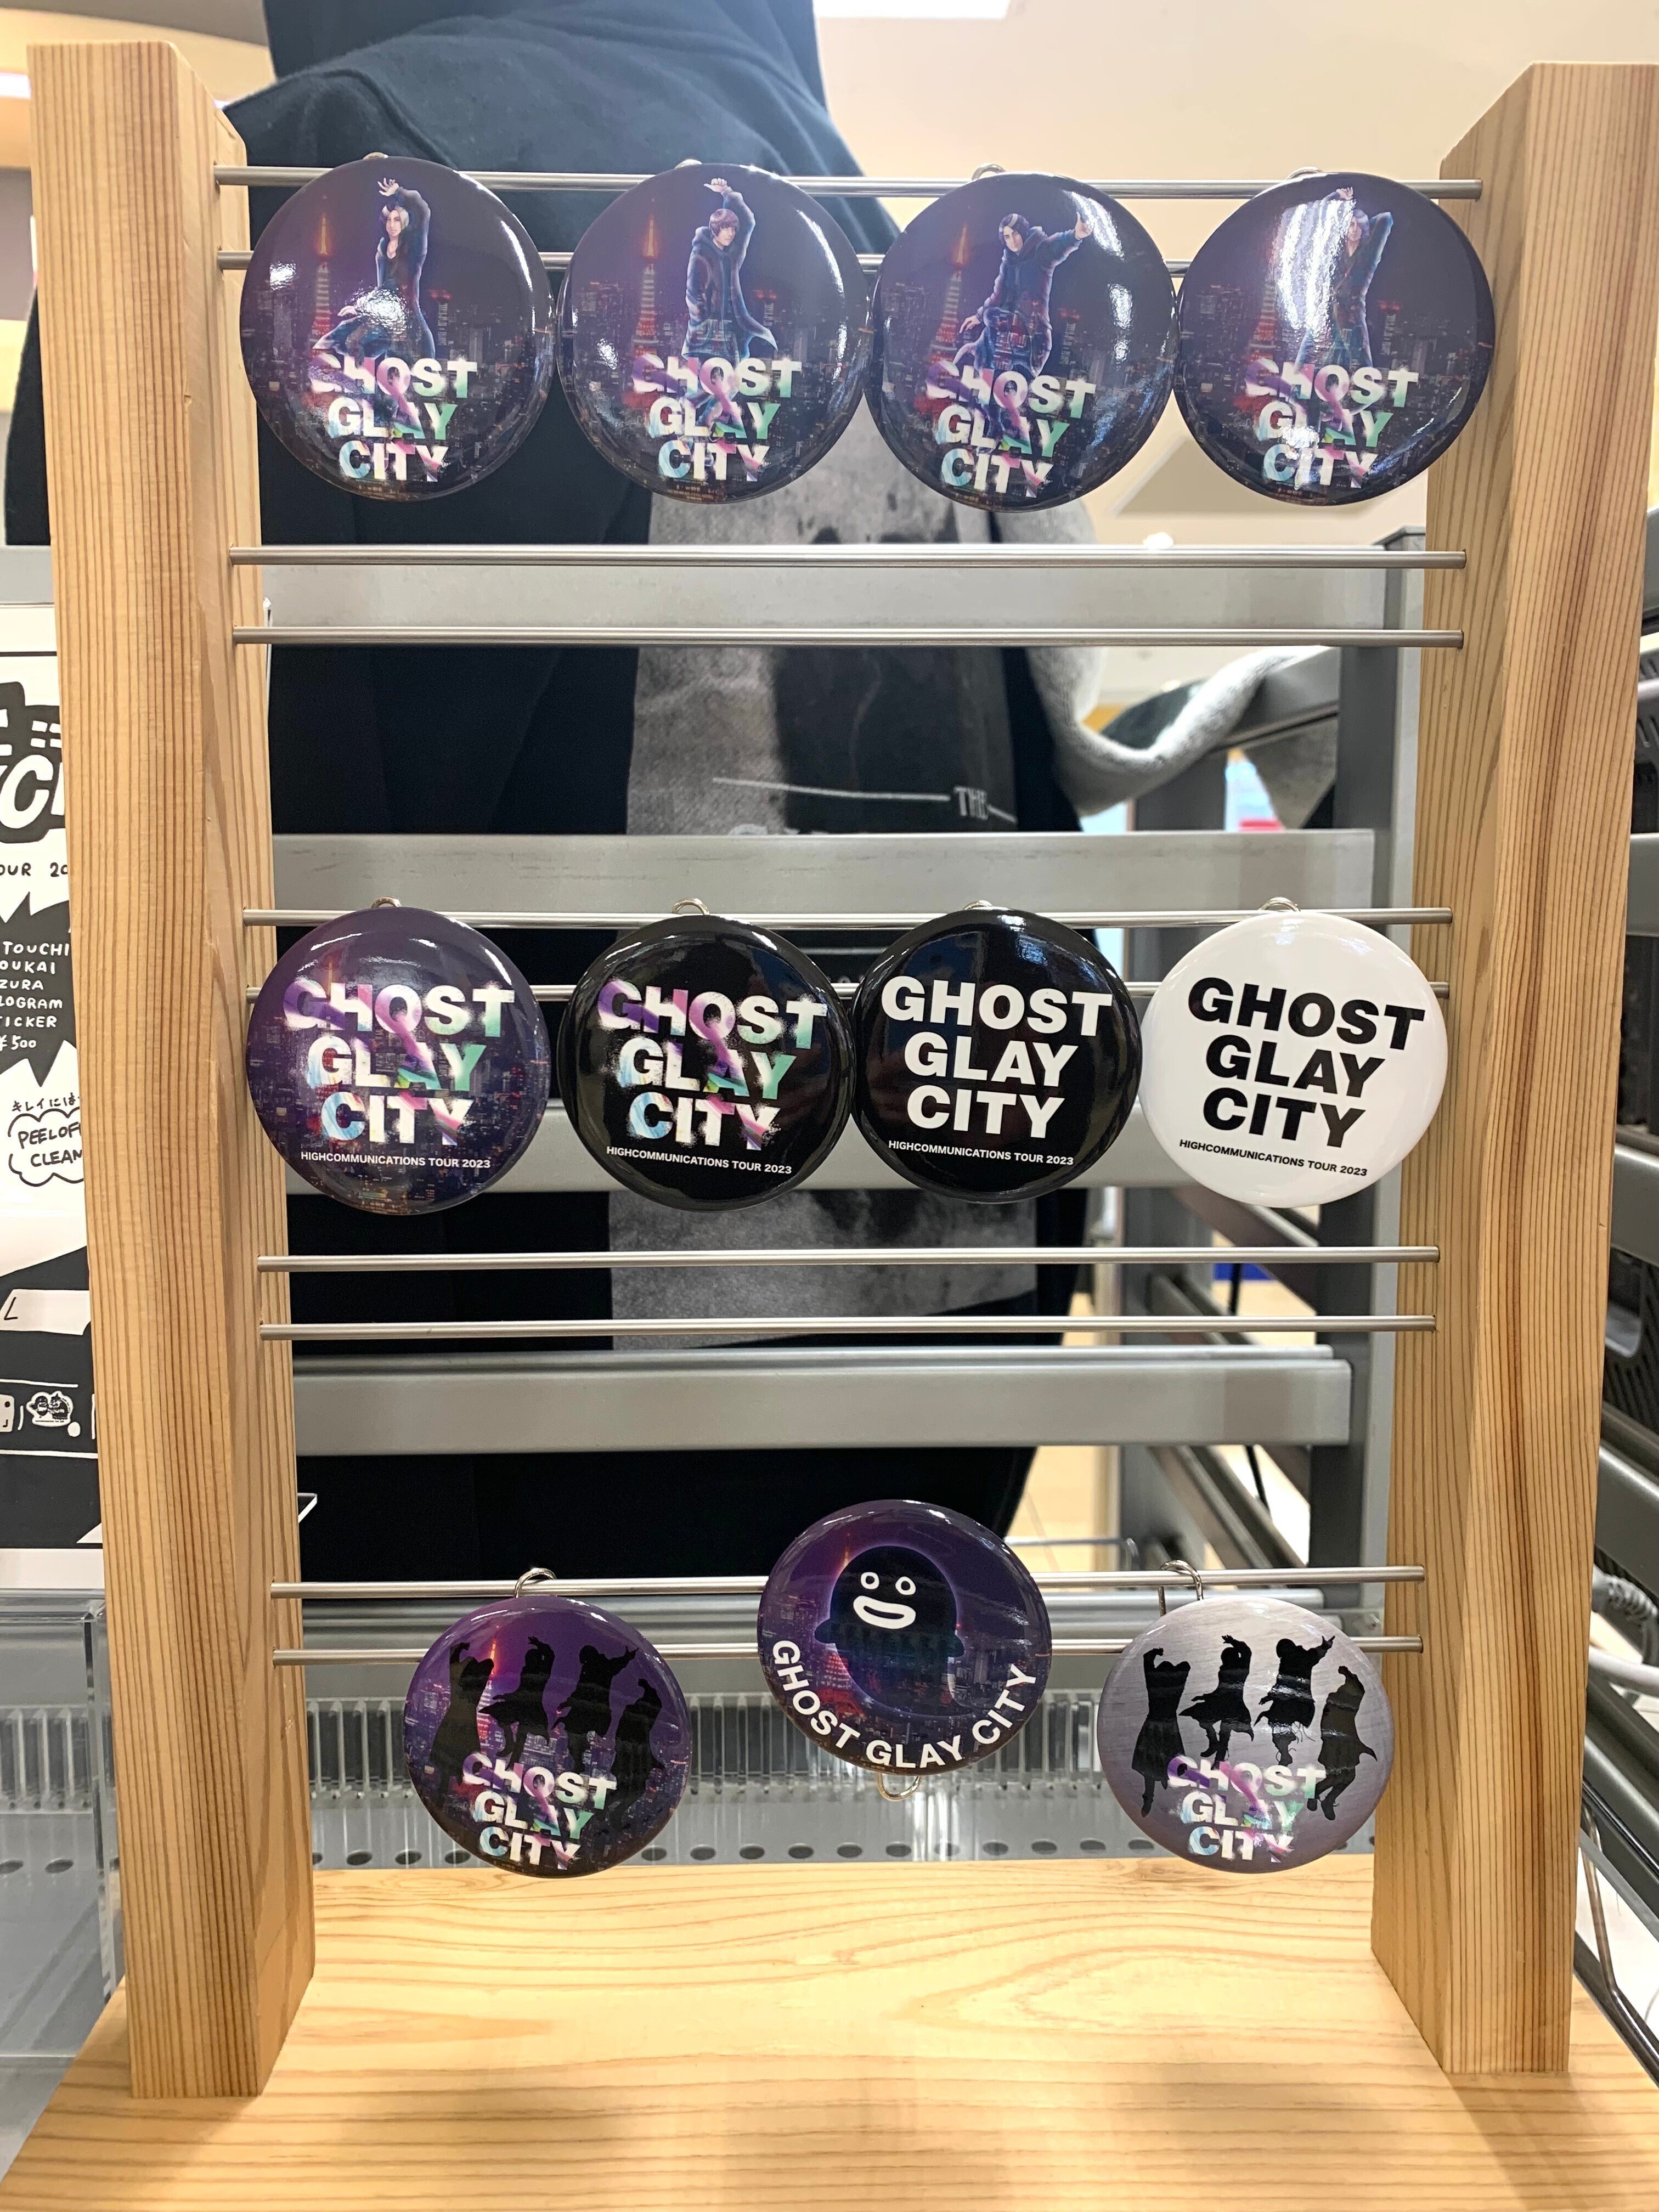 GHOST
GLAY
CITY
GHOST
GLAY
CITY
GHOST
GLAY
CITY
GHOST
GLAY
CITY
THE
OUR 20
TOUCHI
OUKAI
ZURA
LOGRAM
TICKER
¥500
キレイには
PEELOF
CLEAN
GHOST
GLAY
CITY
HIGHCOMMUNICATIONS TOUR 2023
GHOST
GLAY
CITY
HIGHCOMMUNICATIONS TOUR 2023
GHOST
GLAY
CITY
HIGHCOMMUNICATIONS TOUR 2023
GHOST
GLAY
CITY
HIGHCOMMUNICATIONS TOUR 2023
GHOST
GLAY
CITY
GHOST GLAY CITY
GHOST
GLAY
CITY